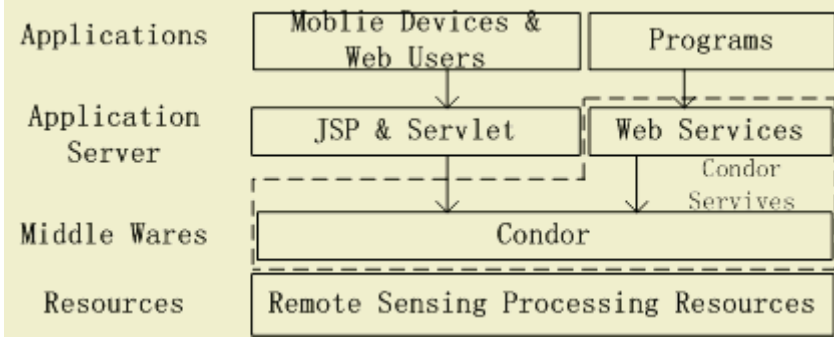 Applications
Moblie Devices &
Web Users
Programs
Application
Server
JSP & Servlet
Web Services
Condor
Servives
Middle Wares
Condor
Resources
Remote Sensing Processing Resources